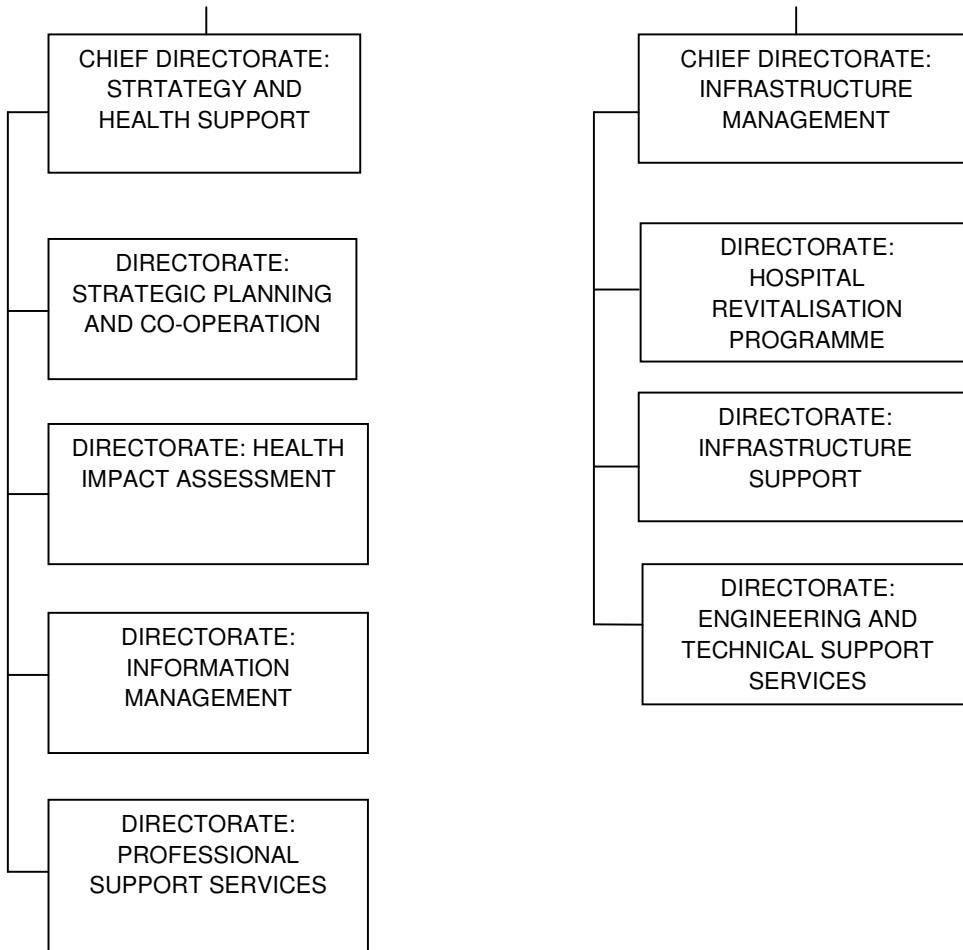 CHIEF DIRECTORATE:
STRTATEGY AND
HEALTH SUPPORT
DIRECTORATE:
STRATEGIC PLANNING
AND CO-OPERATION
DIRECTORATE: HEALTH
IMPACT ASSESSMENT
DIRECTORATE:
INFORMATION
MANAGEMENT
DIRECTORATE:
PROFESSIONAL
SUPPORT SERVICES
CHIEF DIRECTORATE:
INFRASTRUCTURE
MANAGEMENT
DIRECTORATE:
HOSPITAL
REVITALISATION
PROGRAMME
DIRECTORATE:
INFRASTRUCTURE
SUPPORT
DIRECTORATE:
ENGINEERING AND
TECHNICAL SUPPORT
SERVICES